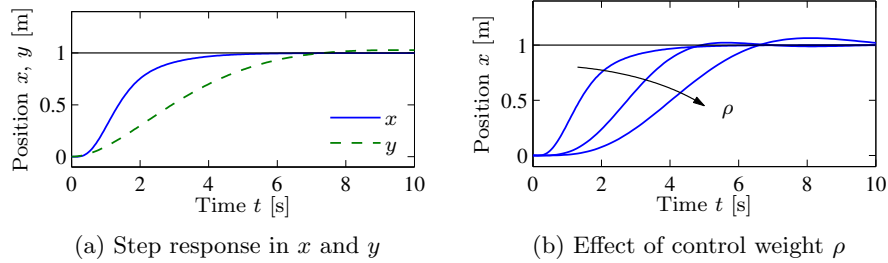 Position x, y [m]
1
0.5
0
0
2
4
6
8
10
Time t [s]
x
y
(a) Step response in x and y
Position x [m]
1
0.5
0
0
2
4
6
8
10
Time t [s]
ρ
(b) Effect of control weight ρ